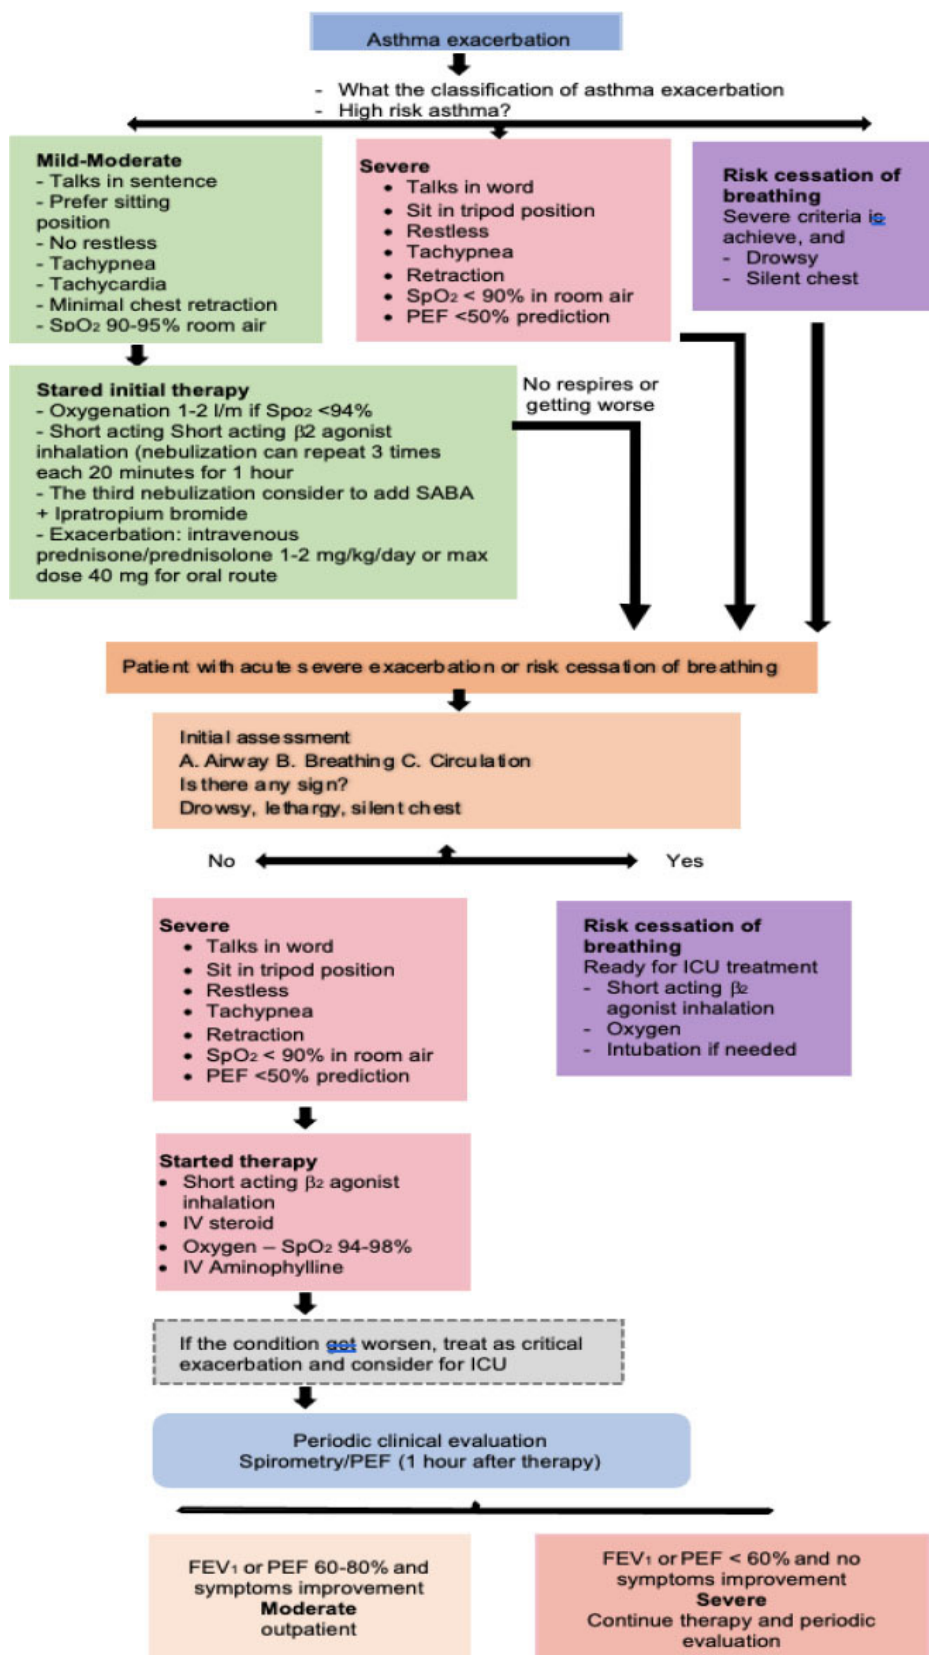 Asthma exacerbation
- What the classification of asthma exacerbation
- High risk asthma?
Mild-Moderate
- Talks in sentence
- Prefer sitting
position
- No restless
- Tachypnea
- Tachycardia
- Minimal chest retraction
- SpO2 90-95% room air
Severe
• Talks in word
• Sit in tripod position
• Restless
• Tachypnea
• Retraction
• SpO2 < 90% in room air
• PEF <50% prediction
Risk cessation of
breathing
Severe criteria is
achieve, and
- Drowsy
- Silent chest
Stared initial therapy
- Oxygenation 1-2 l/m if Spo2 <94%
- Short acting Short acting β2 agonist
inhalation (nebulization can repeat 3 times
each 20 minutes for 1 hour
- The third nebulization consider to add SABA
+ Ipratropium bromide
- Exacerbation: intravenous
prednisone/prednisolone 1-2 mg/kg/day or max
dose 40 mg for oral route
No respires or
getting worse
Patient with acute severe exacerbation or risk cessation of breathing
Initial assessment
A. Airway B. Breathing C. Circulation
Is there any sign?
Drowsy, lethargy, silent chest
No
Yes
Severe
• Talks in word
• Sit in tripod position
• Restless
• Tachypnea
• Retraction
• SpO2 < 90% in room air
• PEF <50% prediction
Risk cessation of
breathing
Ready for ICU treatment
- Short acting β2
agonist inhalation
- Oxygen
- Intubation if needed
Started therapy
• Short acting β2 agonist
inhalation
• IV steroid
• Oxygen – SpO2 94-98%
• IV Aminophylline
If the condition got worsen, treat as critical
exacerbation and consider for ICU
Periodic clinical evaluation
Spirometry/PEF (1 hour after therapy)
FEV1 or PEF 60-80% and
symptoms improvement
Moderate
outpatient
FEV1 or PEF < 60% and no
symptoms improvement
Severe
Continue therapy and periodic
evaluation